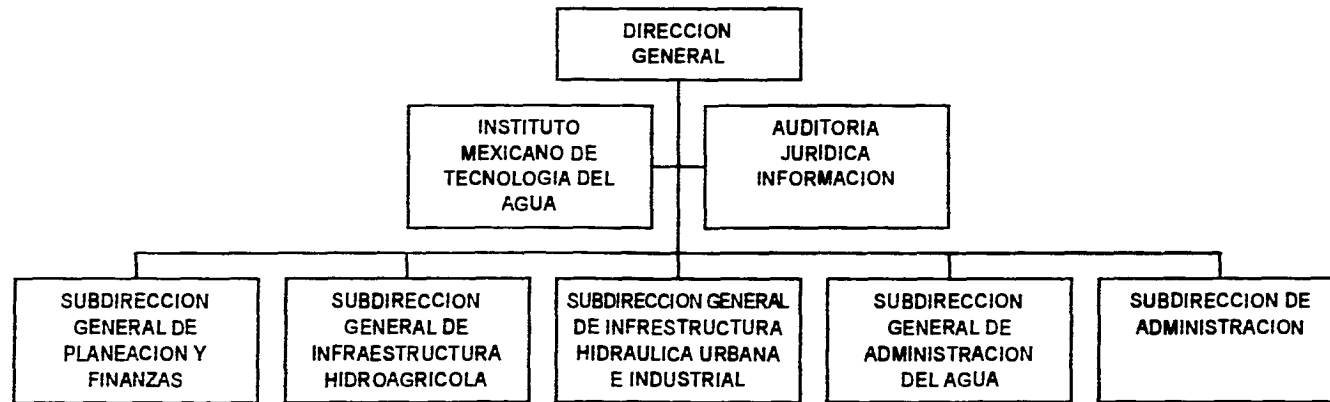 DIRECCION
GENERAL
INSTITUTO
MEXICANO DE
TECNOLOGIA DEL
AGUA
AUDITORIA
JURÍDICA
INFORMACION
SUBDIRECCION
GENERAL DE
PLANEACION Y
FINANZAS
SUBDIRECCION
GENERAL DE
INFRAESTRUCTURA
HIDROAGRICOLA
SUBDIRECCION GENERAL
DE INFRESTRUCTURA
HIDRAULICA URBANA
E INDUSTRIAL
SUBDIRECCION
GENERAL DE
ADMINISTRACION
DEL AGUA
SUBDIRECCION DE
ADMINISTRACION